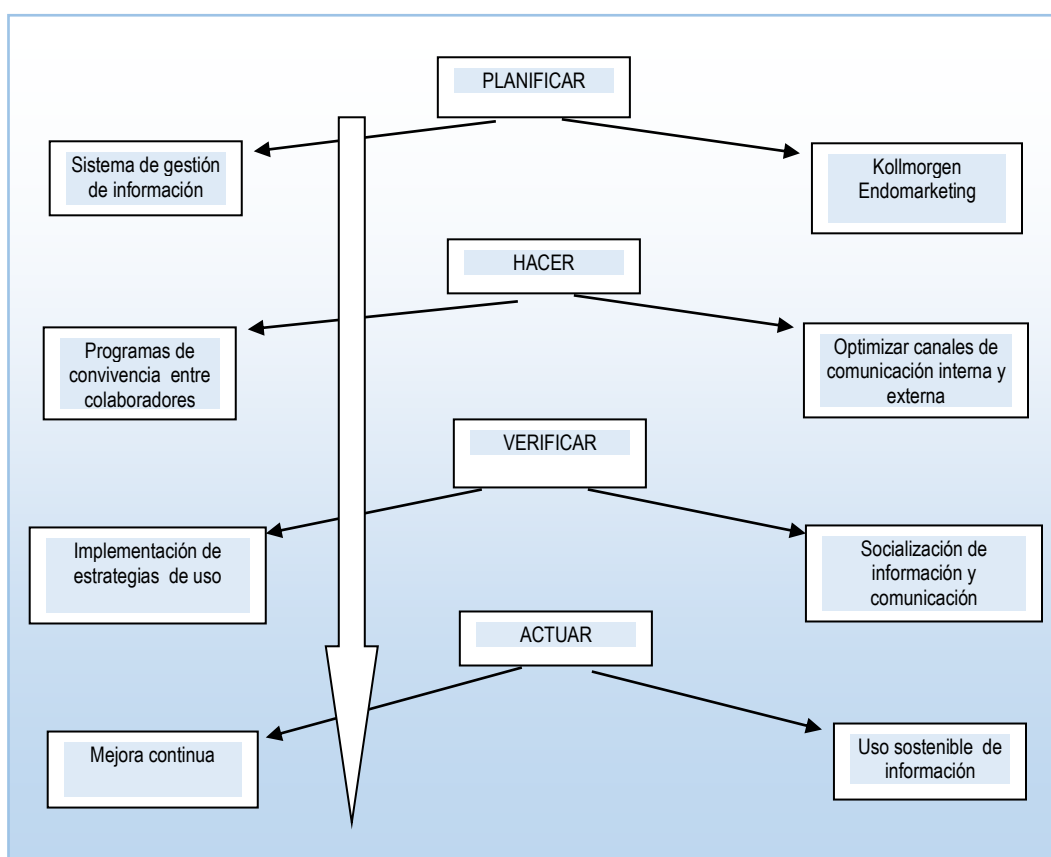 PLANIFICAR
Sistema de gestión
de información
Kollmorgen
Endomarketing
HACER
Programas de
convivencia entre
colaboradores
Optimizar canales de
comunicación interna y
externa
VERIFICAR
Implementación de
estrategias de uso
Socialización de
información y
comunicación
ACTUAR
Mejora continua
Uso sostenible de
información